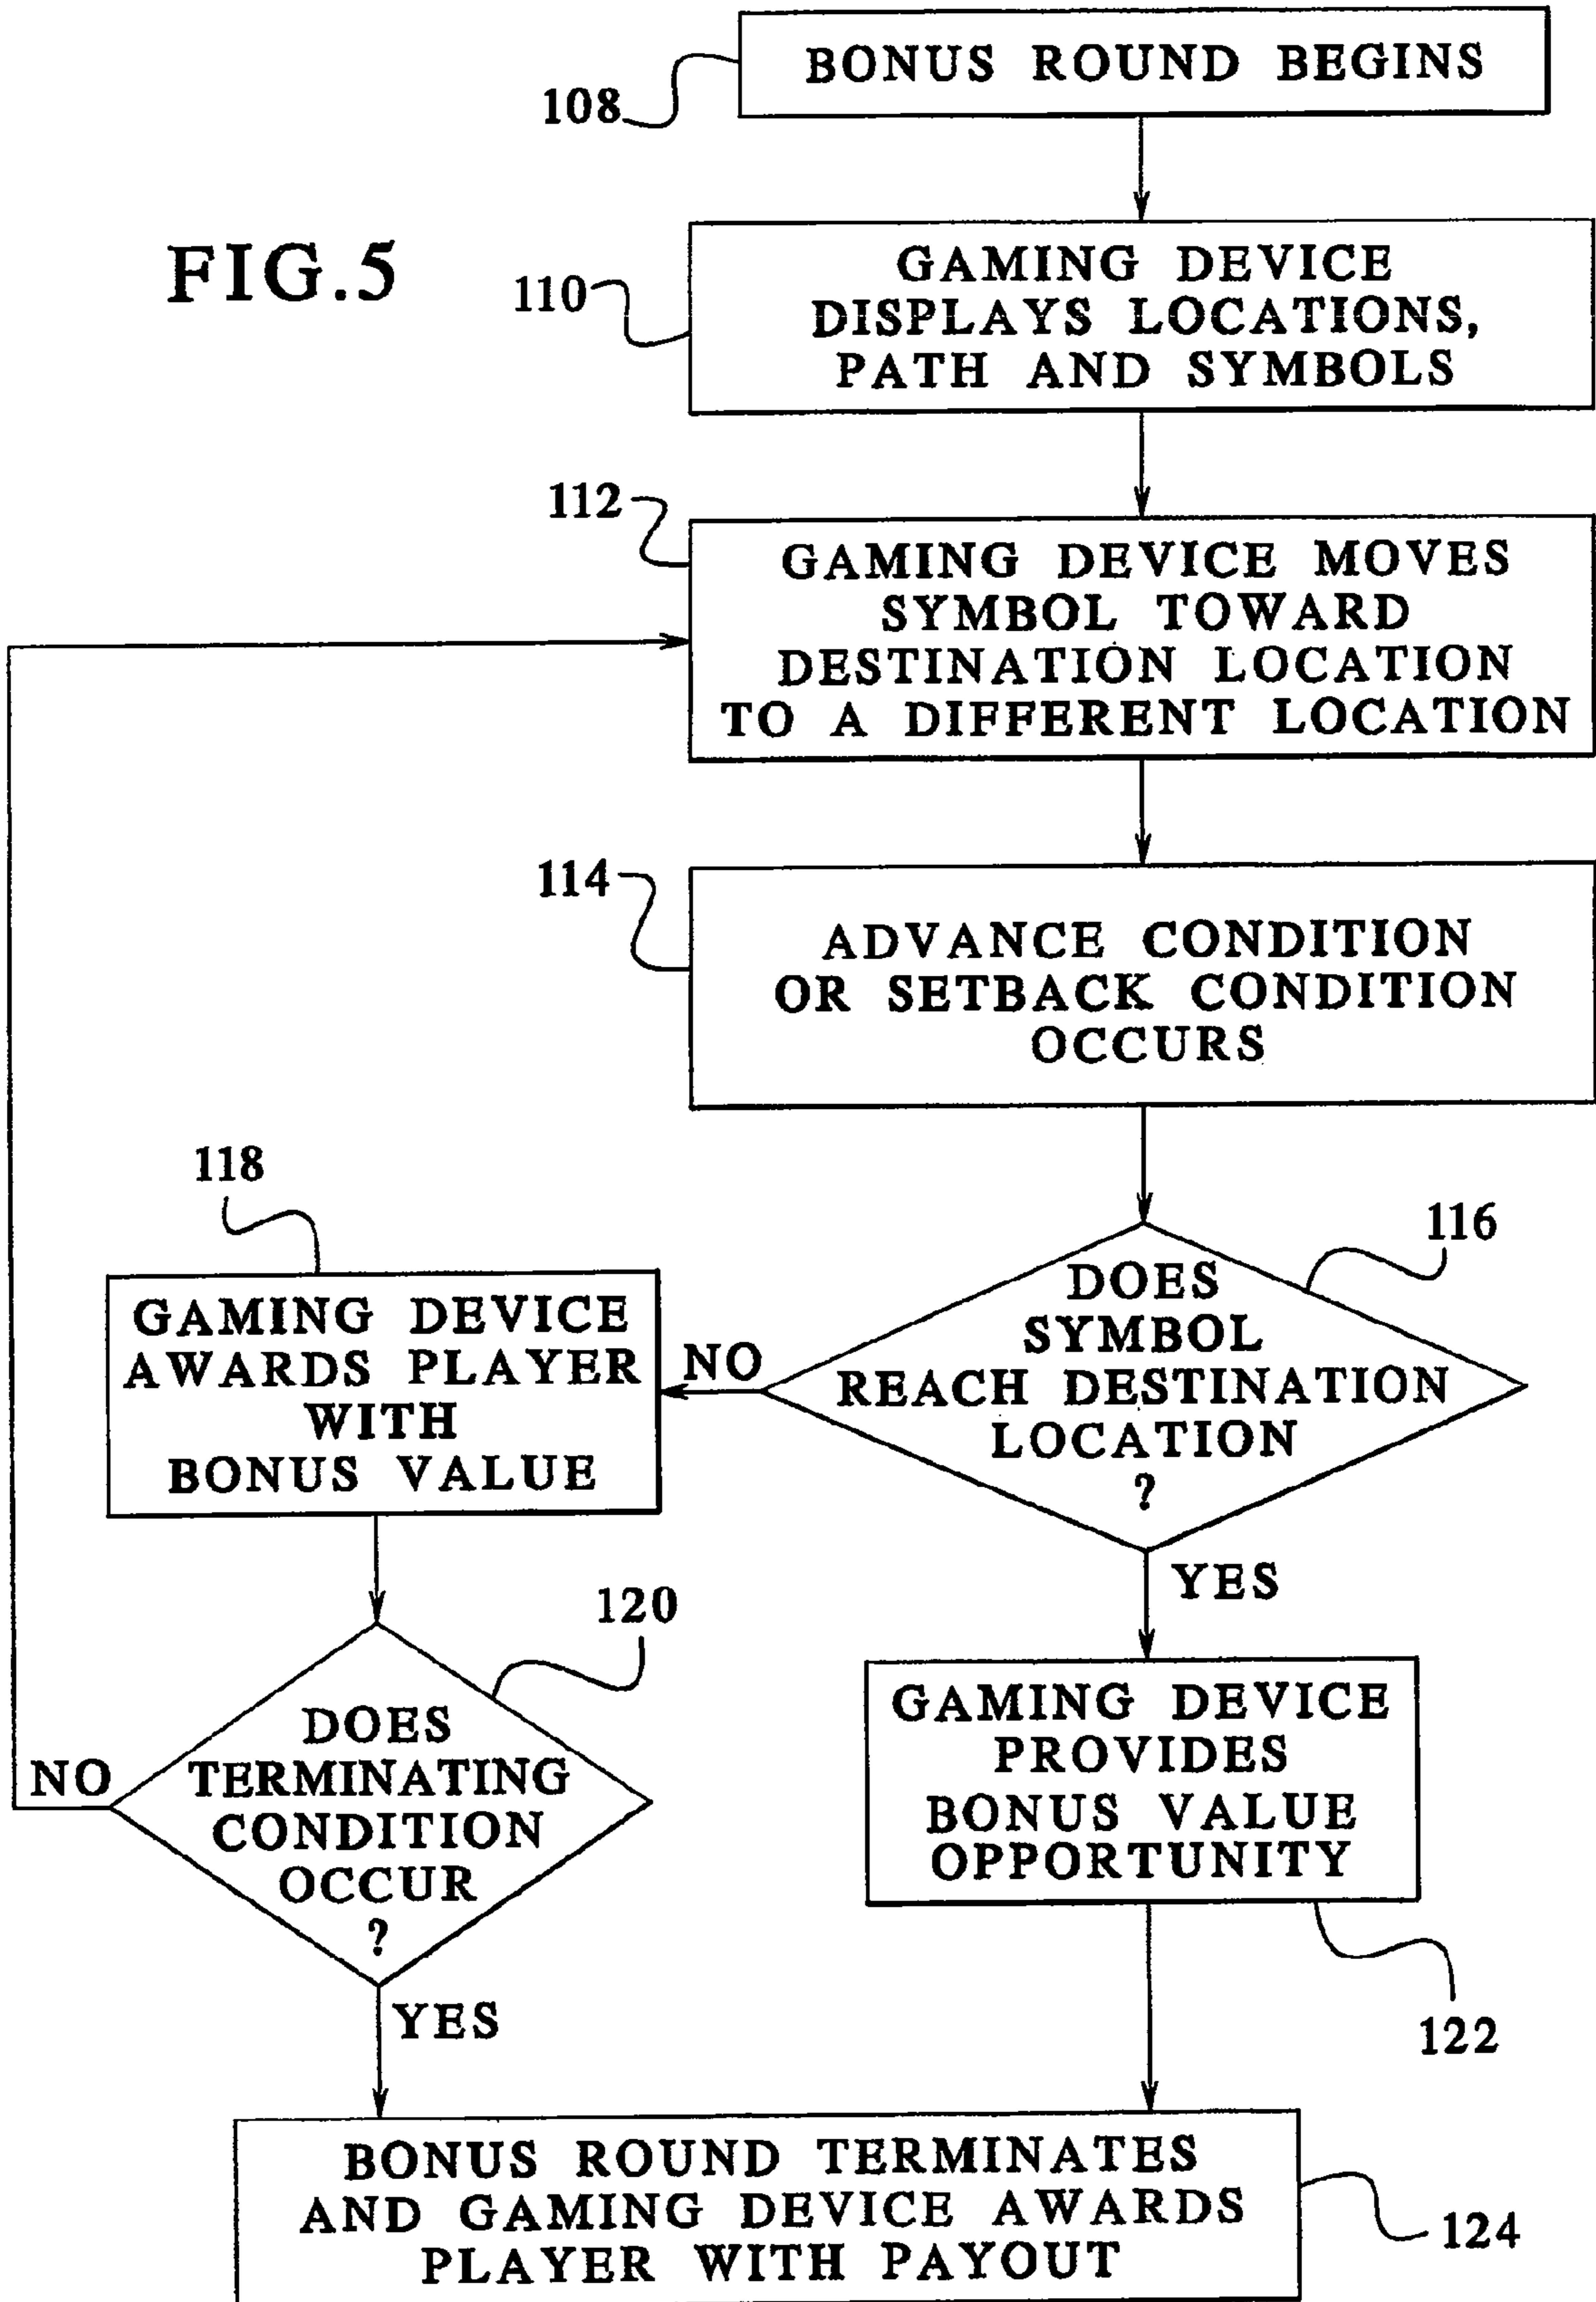 BONUS ROUND BEGINS
108
FIG.5
110
GAMING DEVICE
DISPLAYS LOCATIONS,
PATH AND SYMBOLS
112
GAMING DEVICE MOVES
SYMBOL TOWARD
DESTINATION LOCATION
TO A DIFFERENT LOCATION
114
ADVANCE CONDITION
OR SETBACK CONDITION
OCCURS
116
DOES
SYMBOL
REACH DESTINATION
LOCATION
?
NO
118
GAMING DEVICE
AWARDS PLAYER
WITH
BONUS VALUE
YES
120
DOES
TERMINATING
CONDITION
OCCUR
?
NO
YES
GAMING DEVICE
PROVIDES
BONUS VALUE
OPPORTUNITY
122
BONUS ROUND TERMINATES
AND GAMING DEVICE AWARDS
PLAYER WITH PAYOUT
124